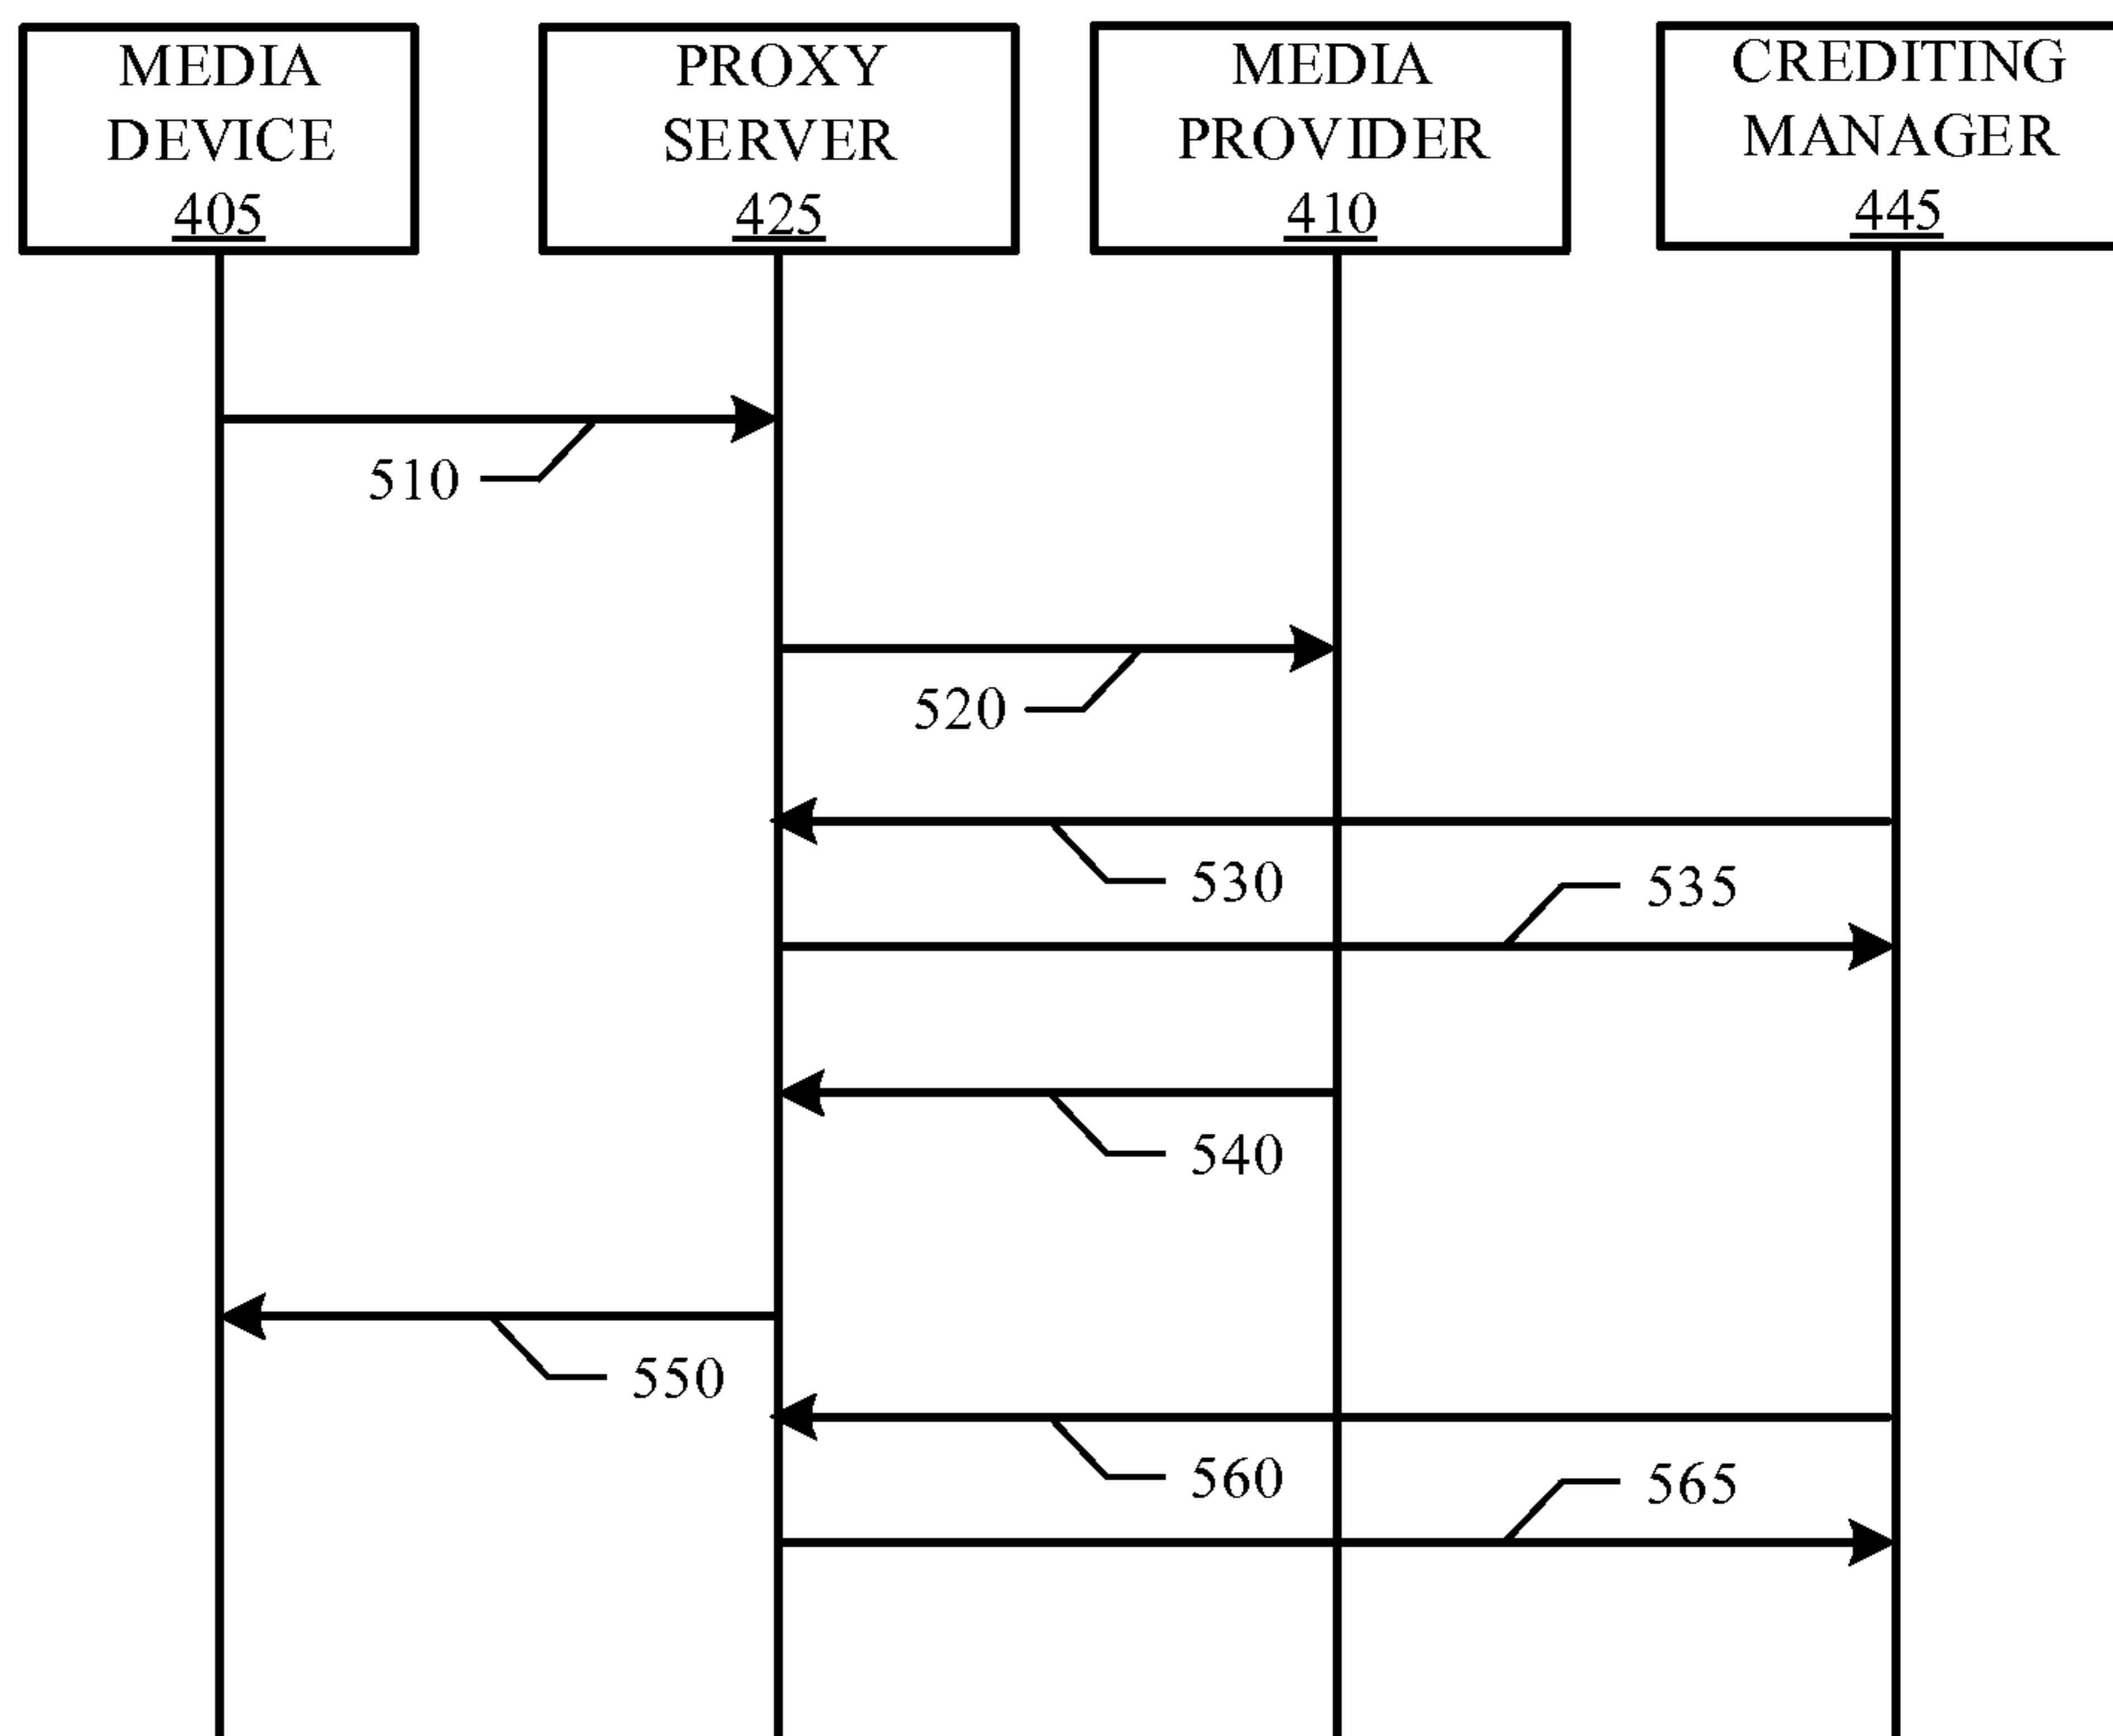 MEDIA
DEVICE
405
PROXY
SERVER
425
MEDIA
PROVIDER
410
CREDITING
MANAGER
445
510
520
530
535
540
550
560
565